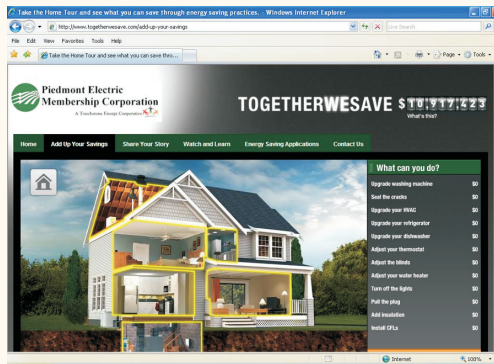 Take the Home Tour and see what you can save through energy saving practices. - Windows Internet Explorer
http://www.togetherwesave.com/add-up-your-savings
Live Search
File Edit View Favorites Tools Help
Take the Home Tour and see what you can save thro...
Page Tools
Piedmont Electric
Membership Corporation
A Touchstone Energy Cooperative
TOGETHERWESAVE $10,917,423
What's this?
Home Add Up Your Savings Share Your Story Watch and Learn Energy Saving Applications Contact Us
What can you do?
Upgrade washing machine $0
Seal the cracks $0
Upgrade your HVAC $0
Upgrade your refrigerator $0
Upgrade your dishwasher $0
Adjust your thermostat $0
Adjust the blinds $0
Adjust your water heater $0
Turn off the lights $0
Pull the plug $0
Add insulation $0
Install CFLs $0
Internet 100%